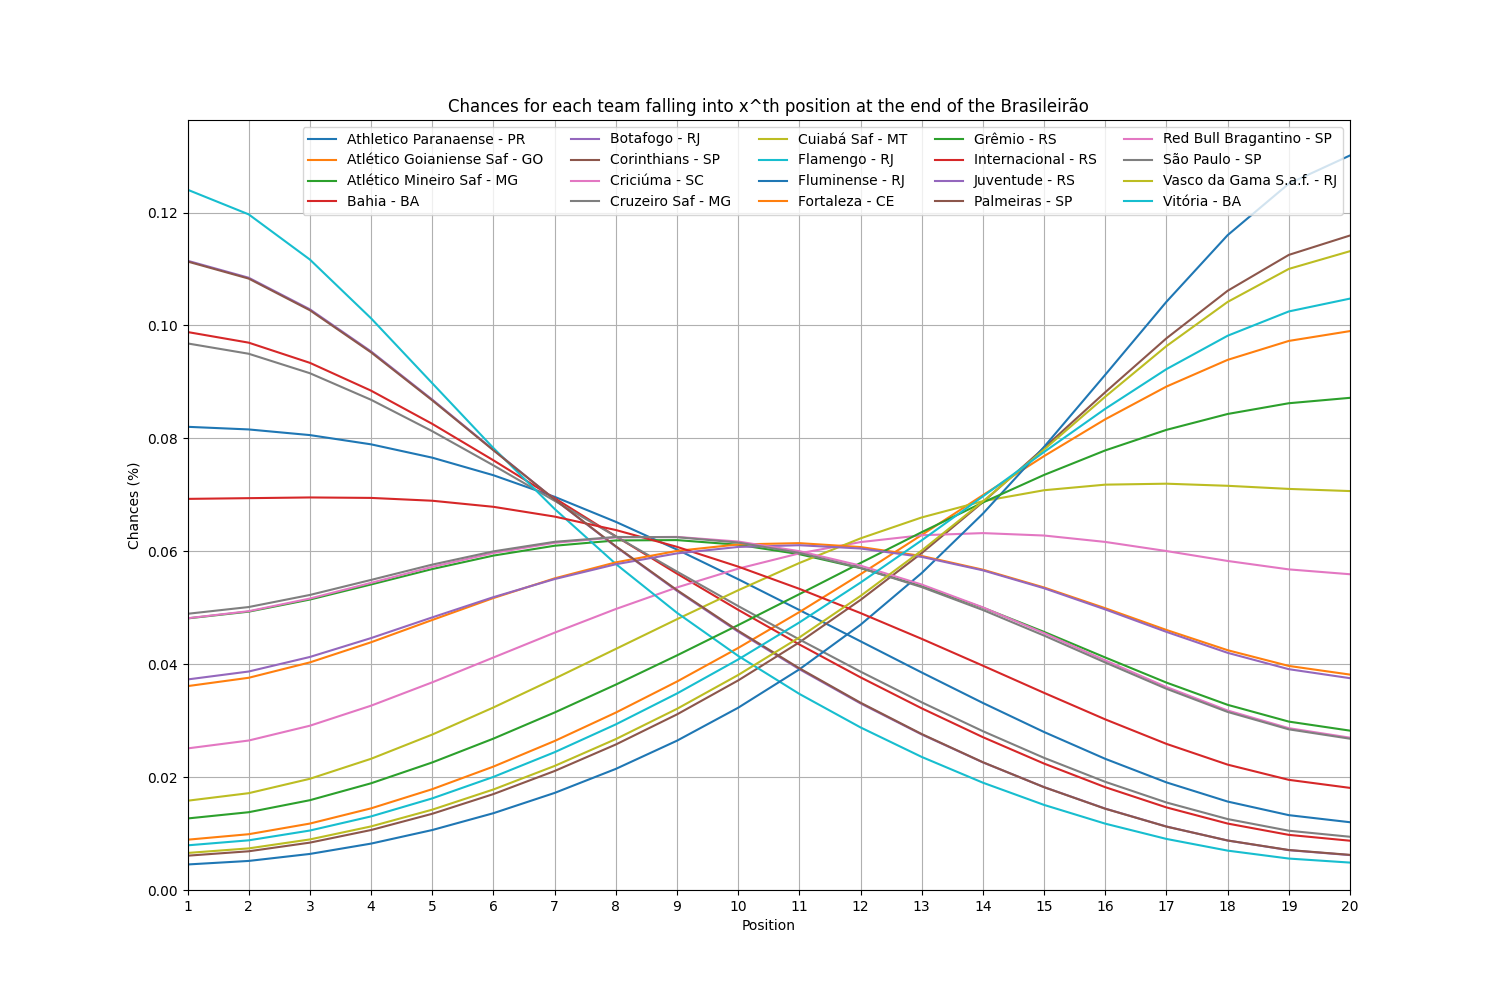 Chances for each team falling into x^th position at the end of the Brasileirão
Athletico Paranaense - PR
Atlético Goianiense Saf - GO
Atlético Mineiro Saf - MG
Bahia - BA
Botafogo - RJ
Corinthians - SP
Criciúma - SC
Cruzeiro Saf - MG
Cuiabá Saf - MT
Flamengo - RJ
Fluminense - RJ
Fortaleza - CE
Grêmio - RS
Internacional - RS
Juventude - RS
Palmeiras - SP
Red Bull Bragantino - SP
São Paulo - SP
Vasco da Gama S.a.f. - RJ
Vitória - BA
Chances (%)
0.12
0.10
0.08
0.06
0.04
0.02
0.00
1 2 3 4 5 6 7 8 9 10 11 12 13 14 15 16 17 18 19 20
Position